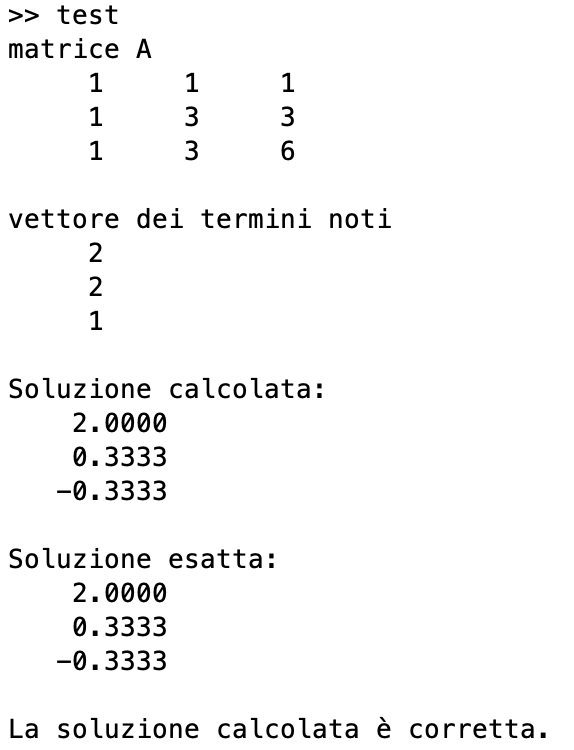 >> test
matrice A
1 1 1
1 3 3
1 3 6
vettore dei termini noti
2
2
1
Soluzione calcolata:
2.0000
0.3333
-0.3333
Soluzione esatta:
2.0000
0.3333
-0.3333
La soluzione calcolata è corretta.